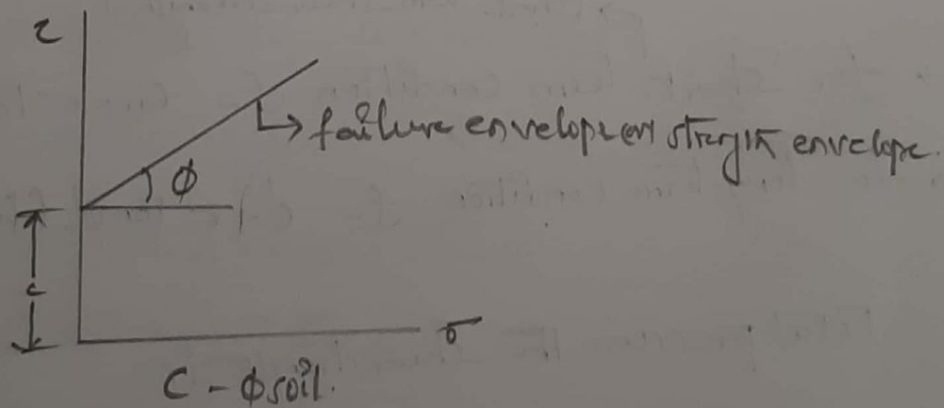 τ
→ failure envelope or strength envelope.
ϕ
c
σ
C - ϕ soil.